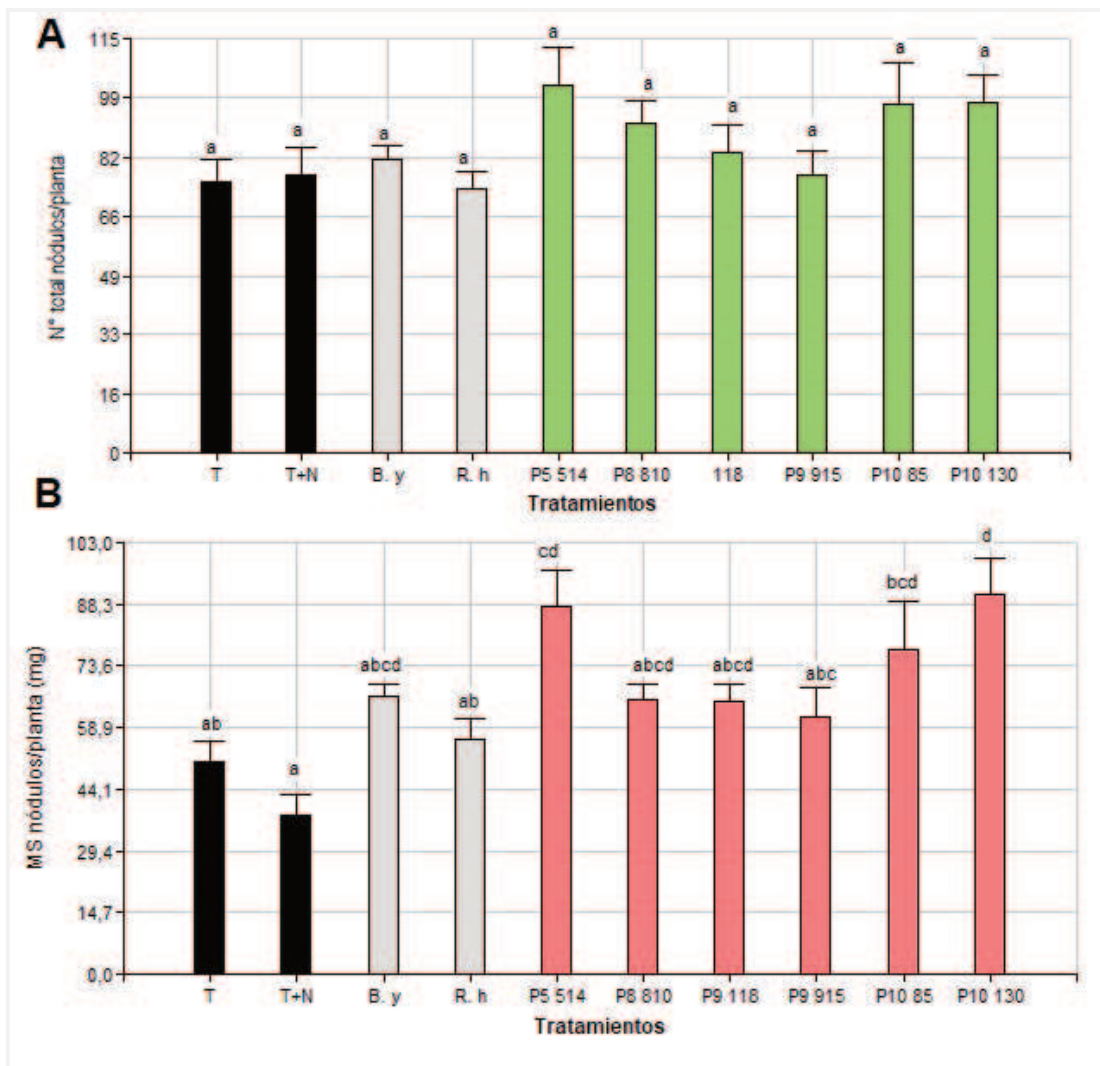 A
N° total nódulos/planta
115
99
82
66
49
33
16
0
a a a a a a a a a a
T T+N B. y R. h P5 514 P8 810 118 P9 915 P10 85 P10 130
Tratamientos
B
MS nódulos/planta (mg)
103,0
88,3
73,6
58,9
44,1
29,4
14,7
0,0
ab a abcd ab cd abcd abcd abc bcd d
T T+N B. y R. h P5 514 P8 810 P9 118 P9 915 P10 85 P10 130
Tratamientos